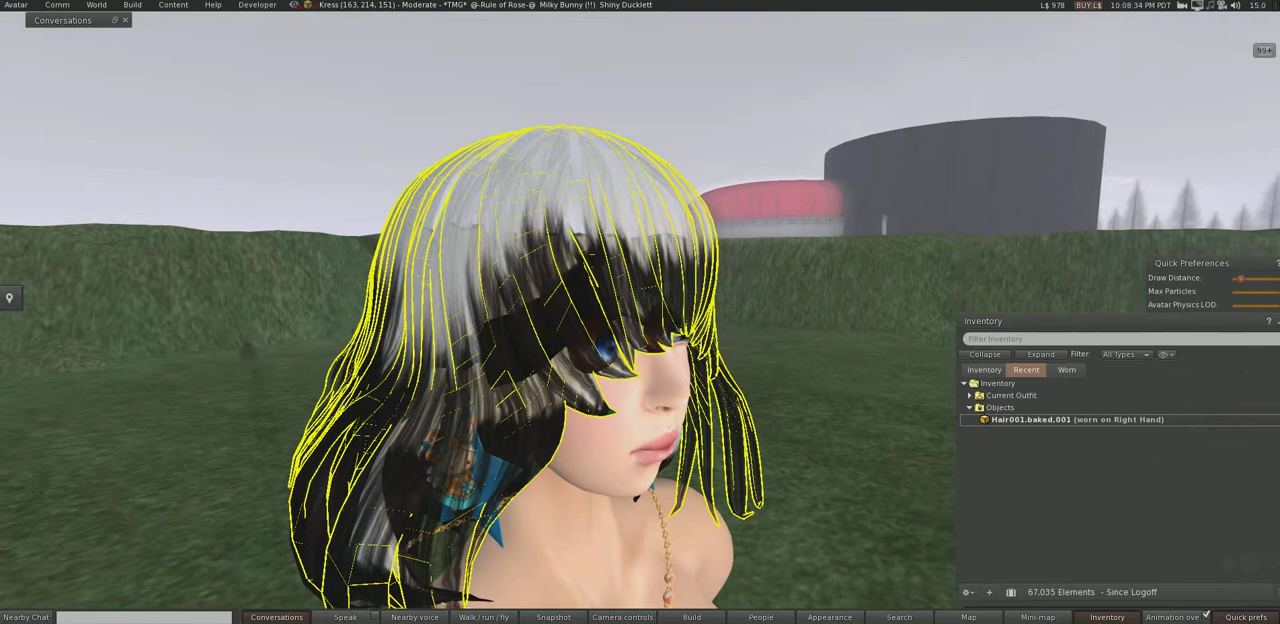 Avatar Comm World Build Content Help Developer Kress (163, 214, 151) - Moderate - *TMG* @-Rule of Rose-@ Milky Bunny (!!) Shiny Ducklett L$ 978 BUY L$ 10:08:34 PM PDT 15.0
Conversations
99+
Quick Preferences ?
Draw Distance:
Max Particles:
Avatar Physics LOD:
Inventory ?
Filter Inventory
Collapse Expand Filter: All Types
Inventory Recent Worn
Inventory
Current Outfit
Objects
Hair001.baked.001 (worn on Right Hand)
67,035 Elements - Since Logoff
Nearby Chat Conversations Speak Nearby voice Walk / run / fly Snapshot Camera controls Build People Appearance Search Map Mini-map Inventory Animation ove Quick prefs